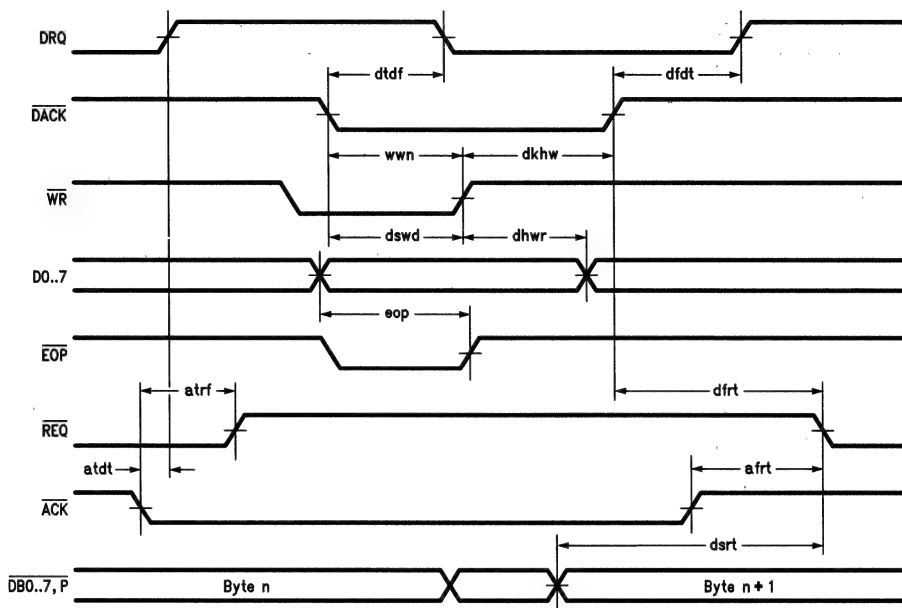 DRQ
dtdf
dfdt
DACK
wwn
dkhw
WR
dswd
dhwr
D0..7
eop
EOP
atrf
dfrt
REQ
atdt
afrt
ACK
dsrt
DB0..7, P
Byte n
Byte n + 1